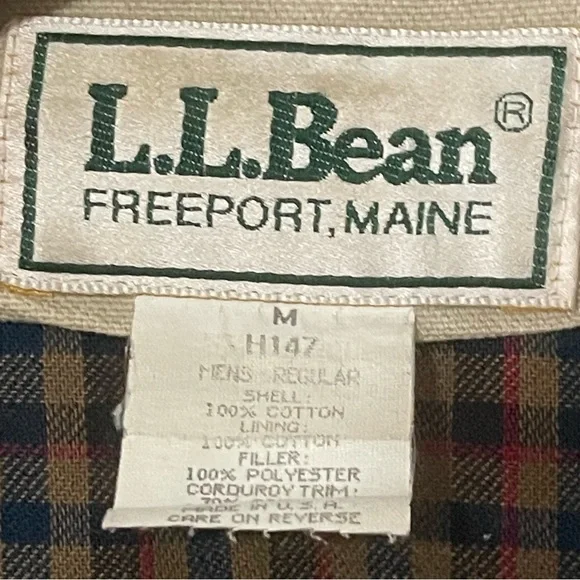 L.L.Bean®
FREEPORT, MAINE
M
H147
MENS REGULAR
SHELL:
100% COTTON
LINING:
100% COTTON
FILLER:
100% POLYESTER
CORDUROY TRIM:
MADE IN U.S.A.
CARE ON REVERSE